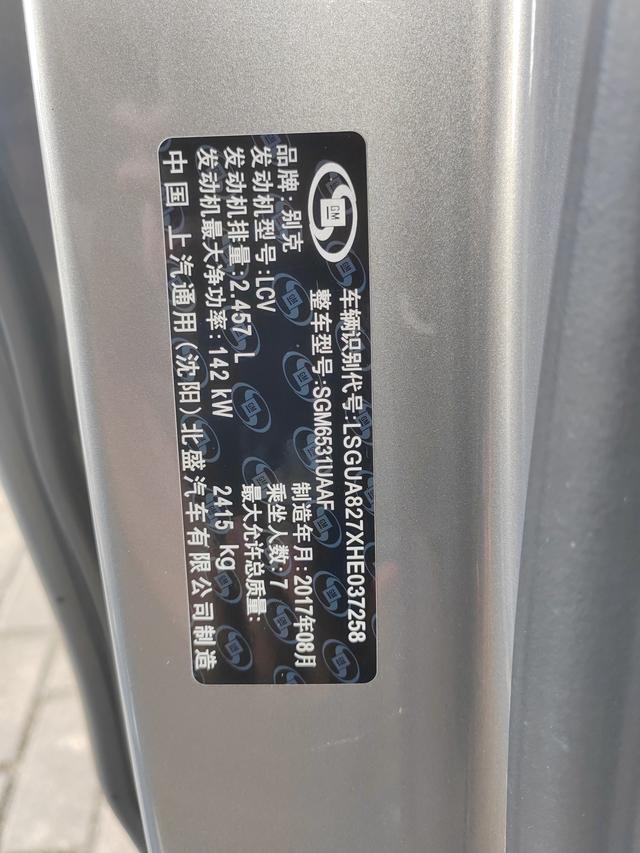 GM
车辆识别代号:LSGUA827XHE037258
整车型号:SGM6531UAAF
品牌:别克
制造年月:2017年08月
发动机型号:LCV
乘坐人数:7
发动机排量:2.457 L
最大允许总质量:
发动机最大净功率:142 kW
2415 kg
中国 上汽通用(沈阳)北盛汽车有限公司制造